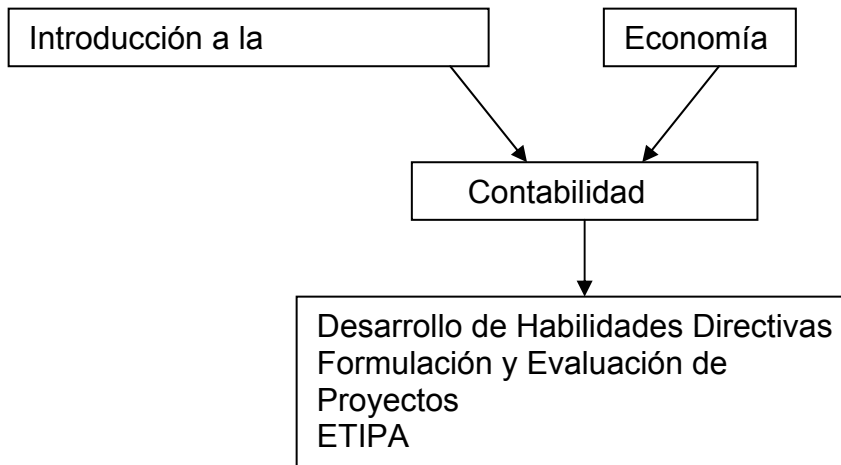 Introducción a la
Economía
Contabilidad
Desarrollo de Habilidades Directivas
Formulación y Evaluación de
Proyectos
ETIPA